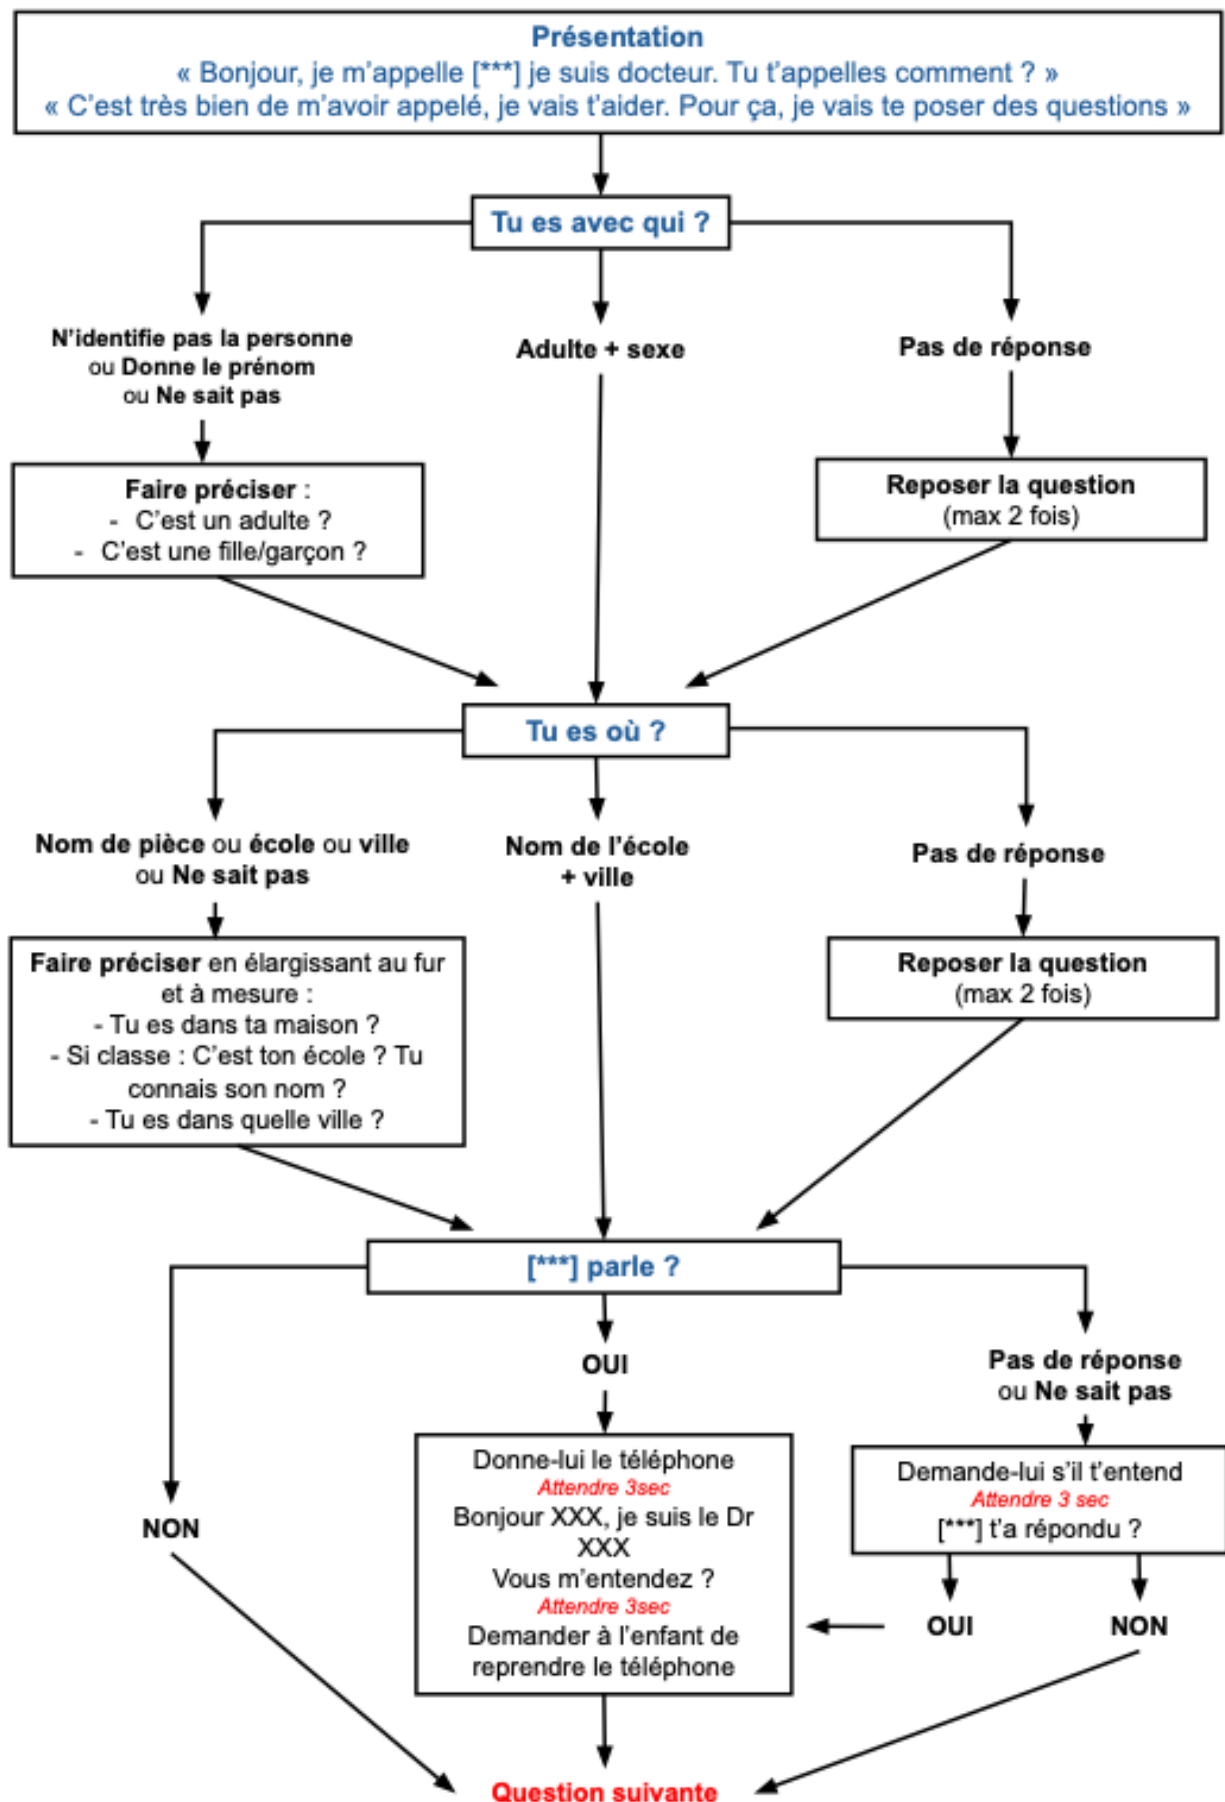 Présentation
« Bonjour, je m'appelle [***] je suis docteur. Tu t'appelles comment ? »
« C'est très bien de m'avoir appelé, je vais t'aider. Pour ça, je vais te poser des questions »
Tu es avec qui ?
N'identifie pas la personne
ou Donne le prénom
ou Ne sait pas
Adulte + sexe
Pas de réponse
Faire préciser :
- C'est un adulte ?
- C'est une fille/garçon ?
Reposer la question
(max 2 fois)
Tu es où ?
Nom de pièce ou école ou ville
ou Ne sait pas
Nom de l'école
+ ville
Pas de réponse
Faire préciser en élargissant au fur
et à mesure :
- Tu es dans ta maison ?
- Si classe : C'est ton école ? Tu
connais son nom ?
- Tu es dans quelle ville ?
Reposer la question
(max 2 fois)
[***] parle ?
NON
OUI
Pas de réponse
ou Ne sait pas
Donne-lui le téléphone
Attendre 3sec
Bonjour XXX, je suis le Dr
XXX
Vous m'entendez ?
Attendre 3sec
Demander à l'enfant de
reprendre le téléphone
Demande-lui s'il t'entend
Attendre 3 sec
[***] t'a répondu ?
OUI
NON
Question suivante